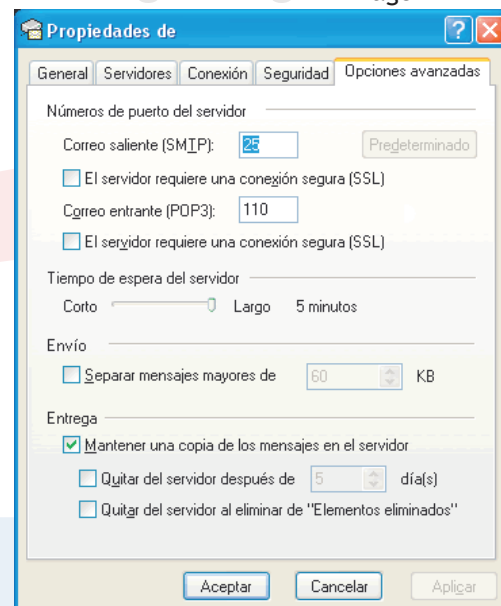 Propiedades de
General Servidores Conexión Seguridad Opciones avanzadas
Números de puerto del servidor
Correo saliente (SMTP): 25 Predeterminado
El servidor requiere una conexión segura (SSL)
Correo entrante (POP3): 110
El servidor requiere una conexión segura (SSL)
Tiempo de espera del servidor
Corto Largo 5 minutos
Envío
Separar mensajes mayores de 60 KB
Entrega
Mantener una copia de los mensajes en el servidor
Quitar del servidor después de 5 día(s)
Quitar del servidor al eliminar de "Elementos eliminados"
Aceptar Cancelar Aplicar